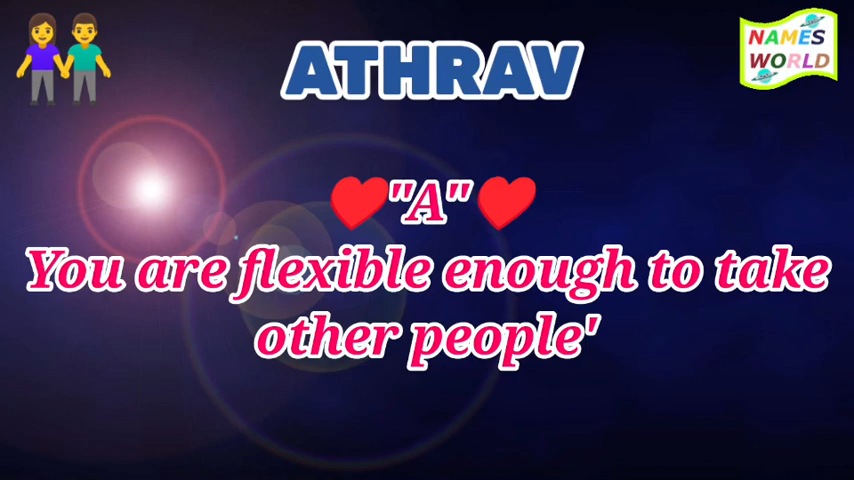 ATHRAV
NAMES
WORLD
❤"A"❤
You are flexible enough to take
other people'